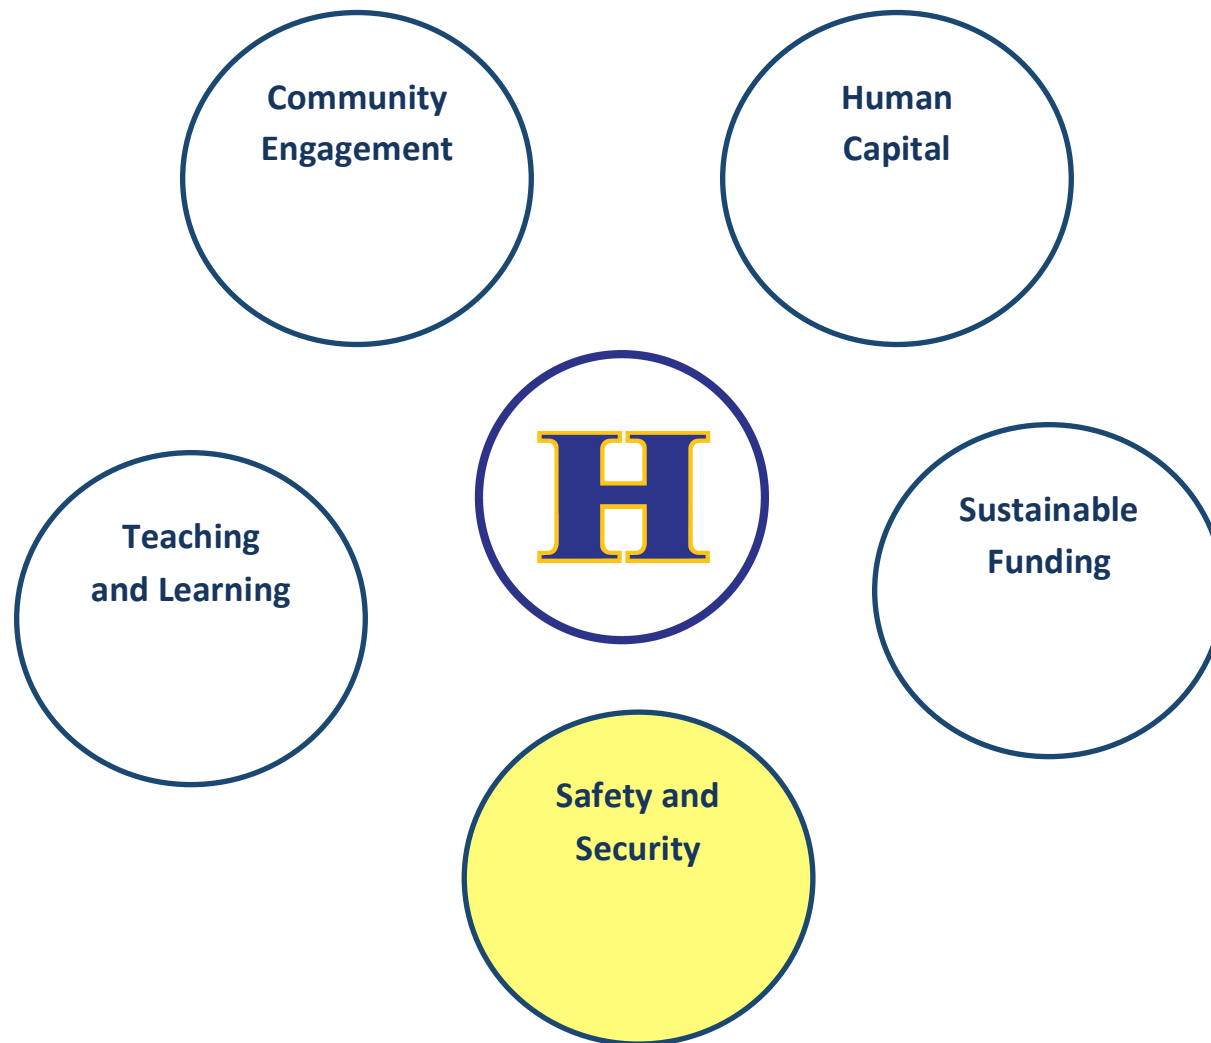 Community
Engagement
Human
Capital
H
Sustainable
Funding
Teaching
and Learning
Safety and
Security